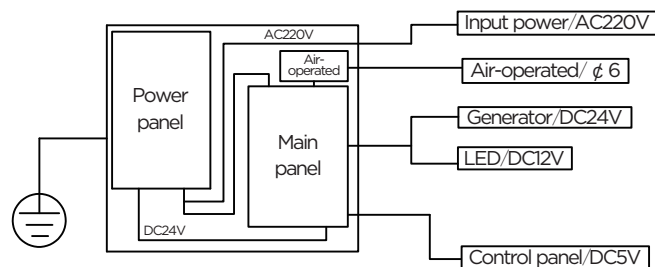 Input power/AC220V
AC220V
Air-
operated
Air-operated/ ¢ 6
Power
panel
Generator/DC24V
Main
panel
LED/DC12V
DC24V
Control panel/DC5V